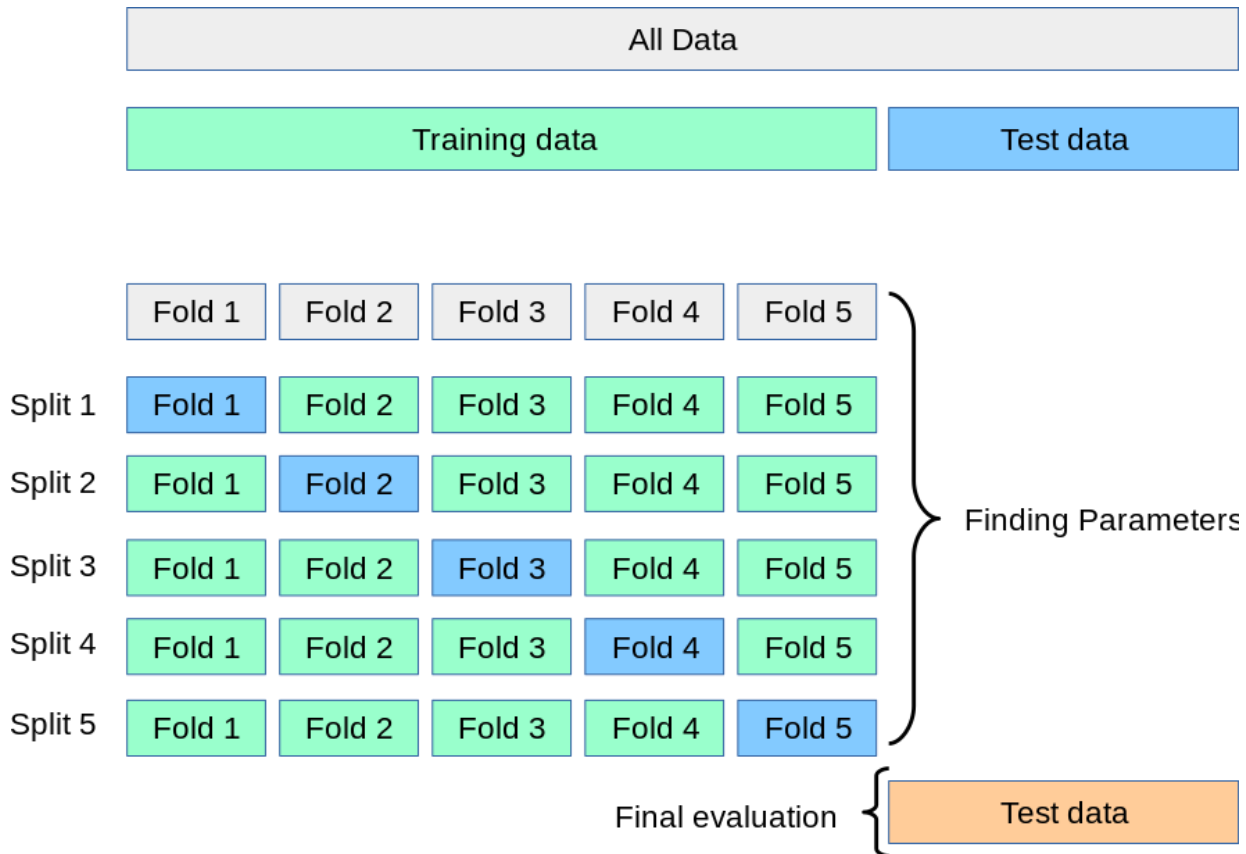 All Data
Training data Test data
Fold 1 Fold 2 Fold 3 Fold 4 Fold 5
Split 1 Fold 1 Fold 2 Fold 3 Fold 4 Fold 5
Split 2 Fold 1 Fold 2 Fold 3 Fold 4 Fold 5
Finding Parameters
Split 3 Fold 1 Fold 2 Fold 3 Fold 4 Fold 5
Split 4 Fold 1 Fold 2 Fold 3 Fold 4 Fold 5
Split 5 Fold 1 Fold 2 Fold 3 Fold 4 Fold 5
Final evaluation Test data